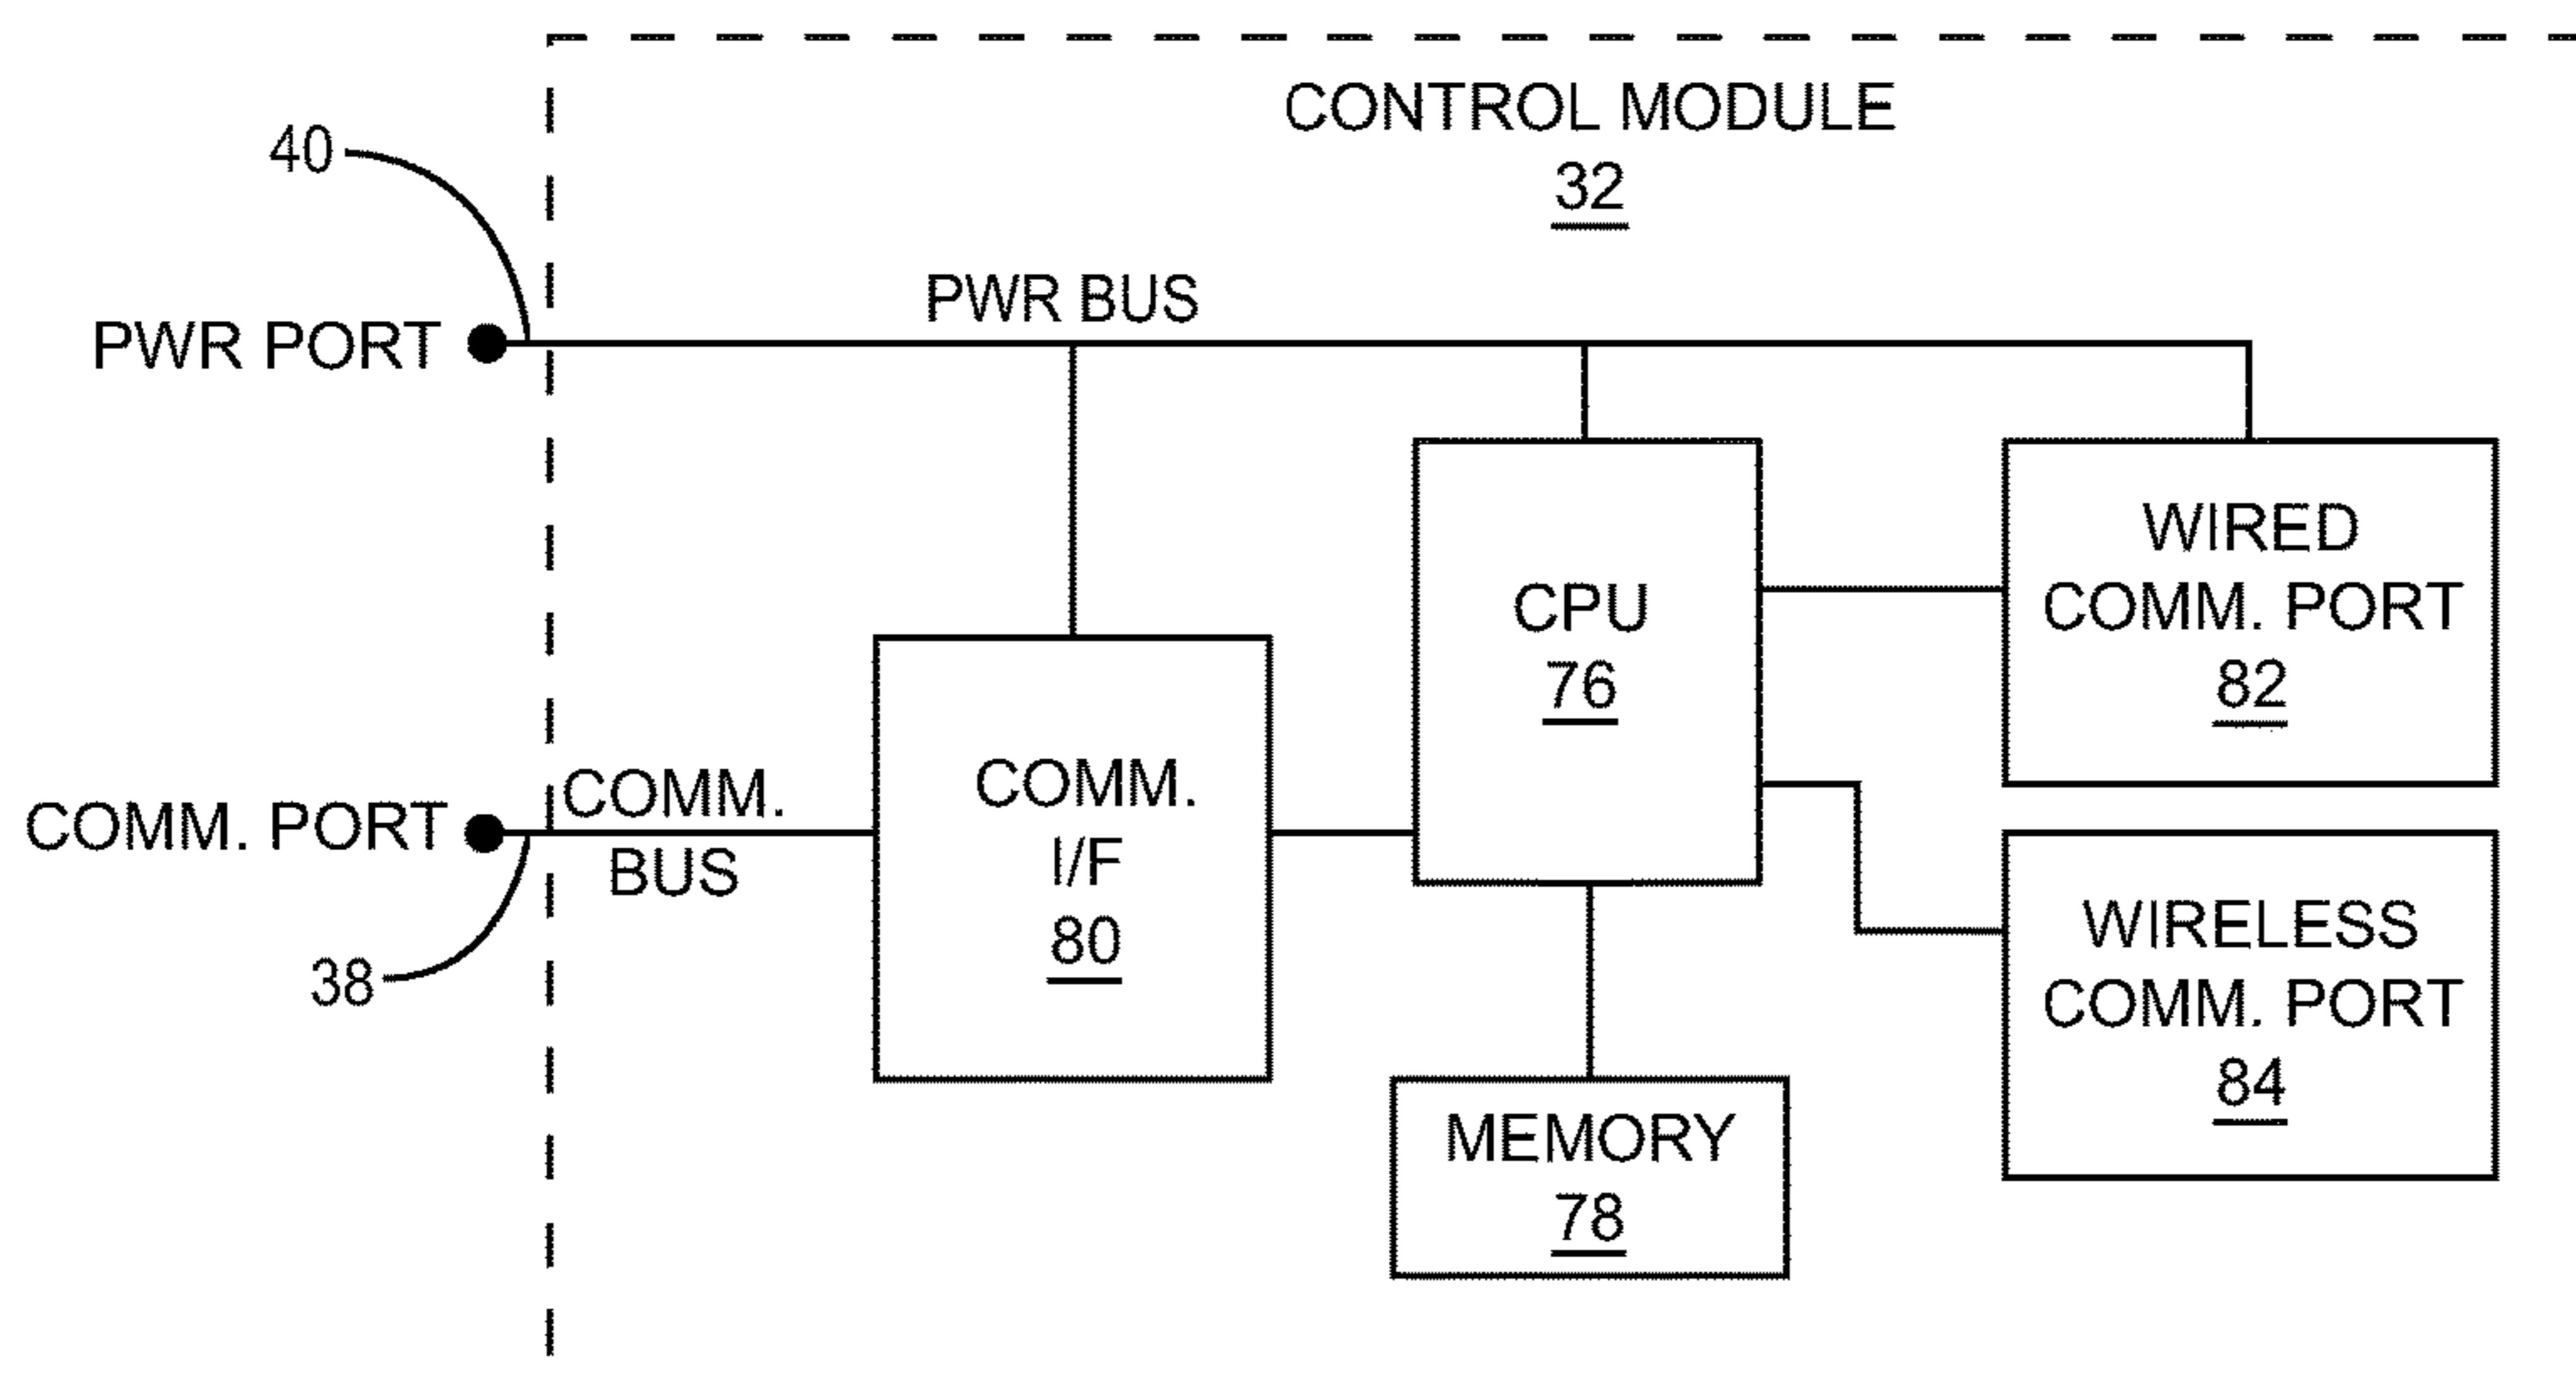 CONTROL MODULE
32
40
PWR BUS
PWR PORT
WIRED
COMM. PORT
82
CPU
76
COMM. PORT
COMM.
BUS
COMM.
I/F
80
38
WIRELESS
COMM. PORT
84
MEMORY
78